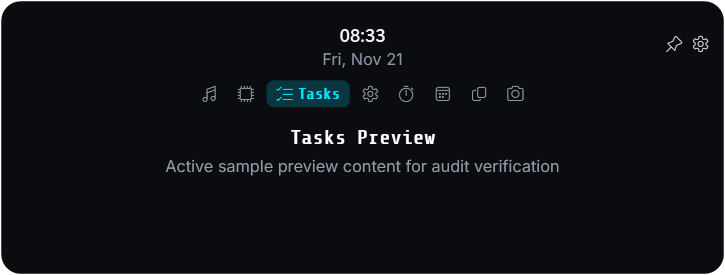 08:33
Fri, Nov 21
Tasks
Tasks Preview
Active sample preview content for audit verification